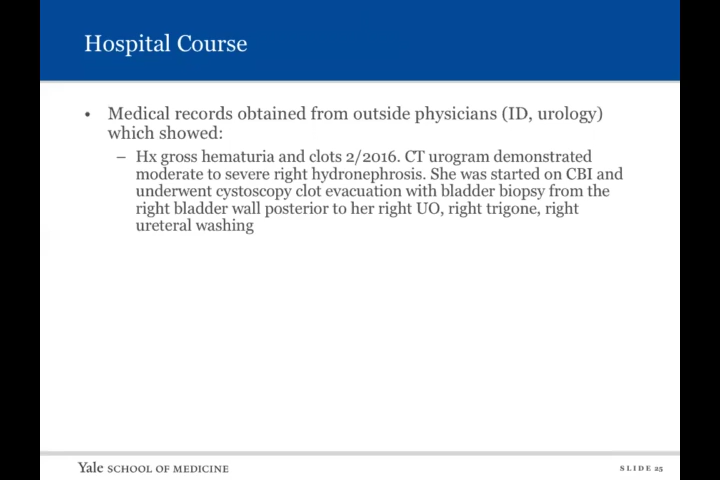 Hospital Course
• Medical records obtained from outside physicians (ID, urology)
which showed:
– Hx gross hematuria and clots 2/2016. CT urogram demonstrated
moderate to severe right hydronephrosis. She was started on CBI and
underwent cystoscopy clot evacuation with bladder biopsy from the
right bladder wall posterior to her right UO, right trigone, right
ureteral washing
Yale SCHOOL OF MEDICINE
SLIDE 25